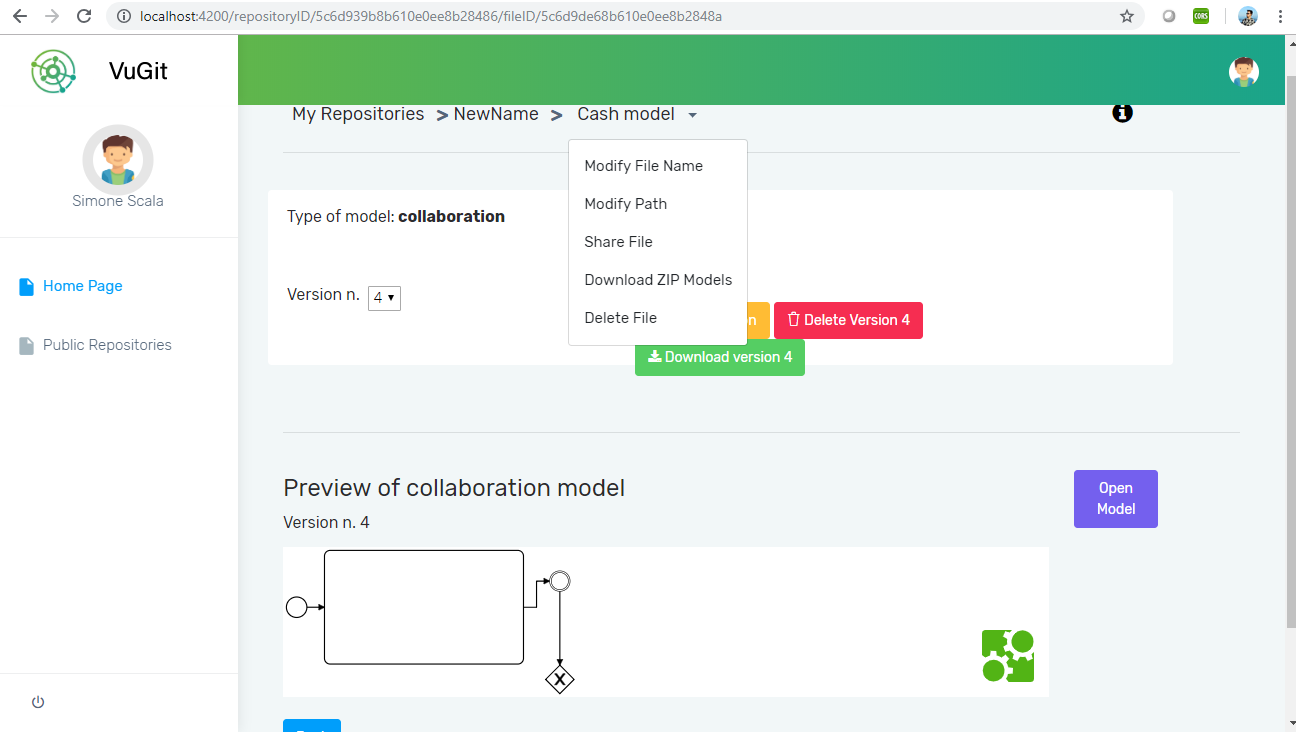 localhost:4200/repositoryID/5c6d939b8b610e0ee8b28486/fileID/5c6d9de68b610e0ee8b2848a
CORS
VuGit
Simone Scala
Home Page
Public Repositories
My Repositories > NewName > Cash model
Modify File Name
Modify Path
Share File
Download ZIP Models
Delete File
Type of model: collaboration
Version n. 4
Delete Version 4
Download version 4
Preview of collaboration model
Open
Model
Version n. 4
X